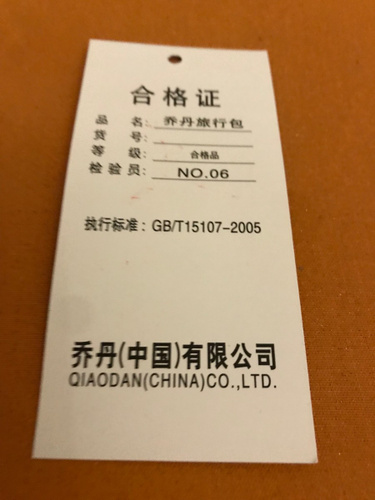 合格证
品名：乔丹旅行包
货号：
等级：合格品
检验员：NO.06
执行标准：GB/T15107-2005
乔丹(中国)有限公司
QIAODAN(CHINA)CO.,LTD.